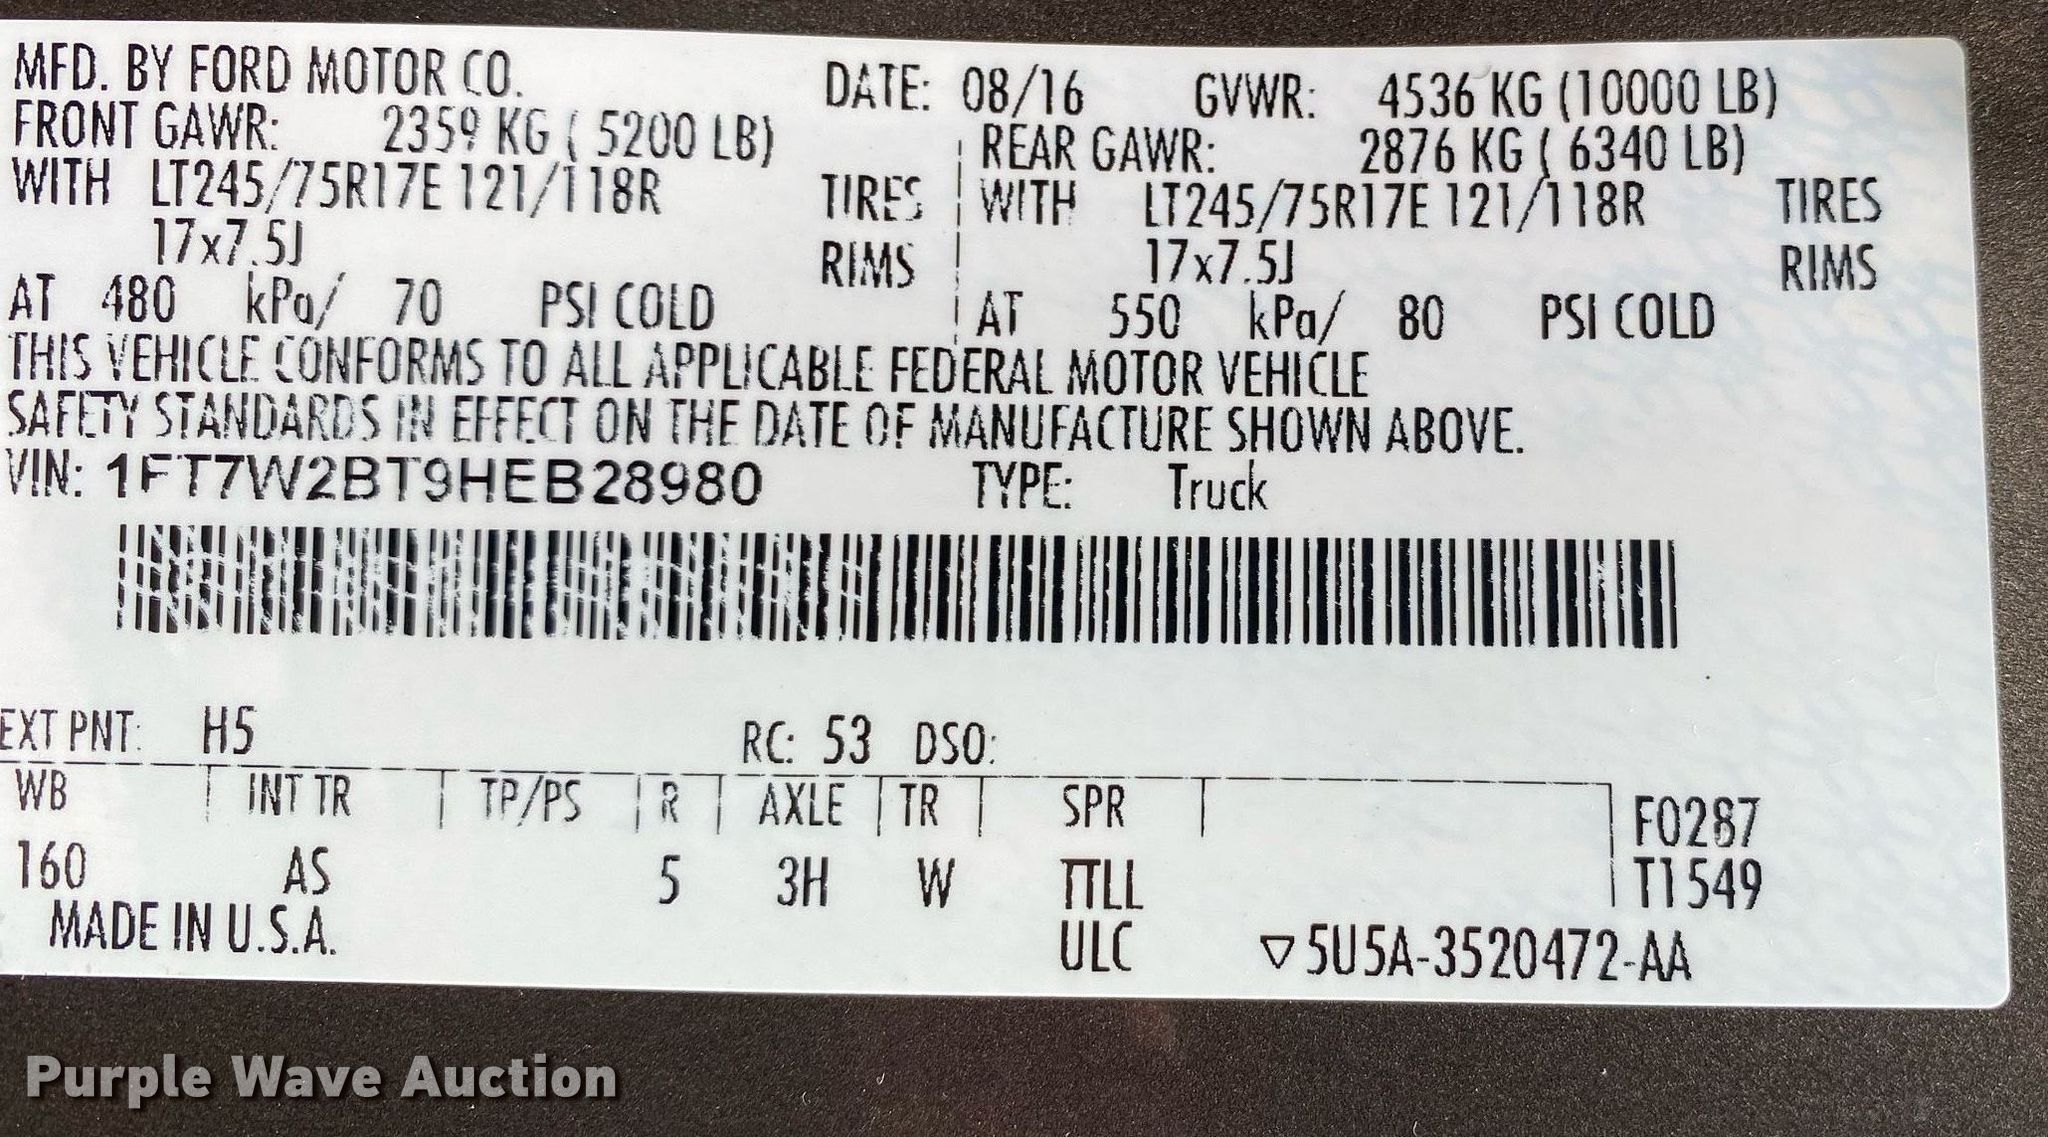 MFD. BY FORD MOTOR CO. DATE: 08/16 GVWR: 4536 KG (10000 LB)
FRONT GAWR: 2359 KG ( 5200 LB) REAR GAWR: 2876 KG ( 6340 LB)
WITH LT245/75R17E 121/118R TIRES WITH LT245/75R17E 121/118R TIRES
17x7.5J RIMS 17x7.5J RIMS
AT 480 kPa/ 70 PSI COLD AT 550 kPa/ 80 PSI COLD
THIS VEHICLE CONFORMS TO ALL APPLICABLE FEDERAL MOTOR VEHICLE
SAFETY STANDARDS IN EFFECT ON THE DATE OF MANUFACTURE SHOWN ABOVE.
VIN: 1FT7W2BT9HEB28980 TYPE: Truck
EXT PNT: H5 RC: 53 DSO:
WB INT TR TP/PS R AXLE TR SPR F0287
160 AS 5 3H W TTLL T1549
MADE IN U.S.A. ULC ▽5U5A-3520472-AA
Purple Wave Auction